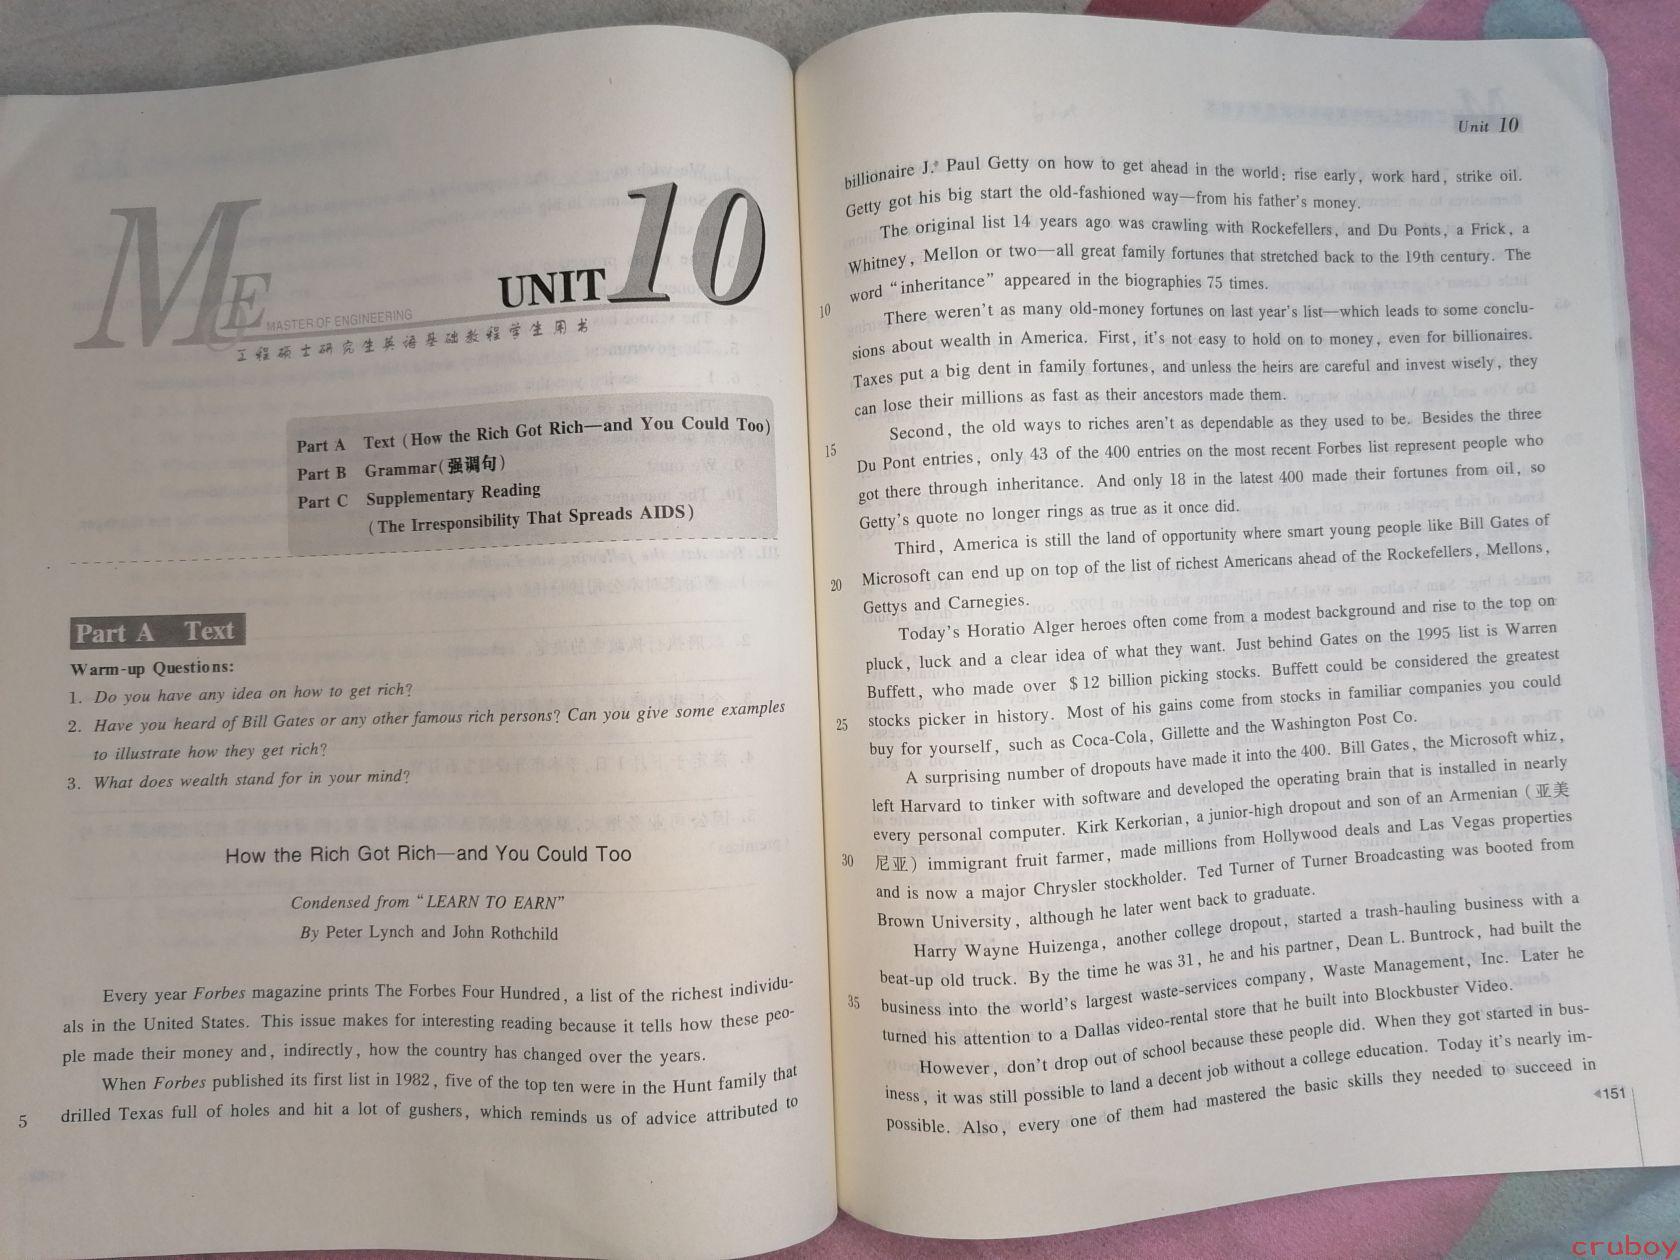 ME
MASTER OF ENGINEERING
工程硕士研究生英语基础教程学生用书
UNIT 10
Part A Text (How the Rich Got Rich—and You Could Too)
Part B Grammar(强调句)
Part C Supplementary Reading
(The Irresponsibility That Spreads AIDS)
Part A Text
Warm-up Questions:
1. Do you have any idea on how to get rich?
2. Have you heard of Bill Gates or any other famous rich persons? Can you give some examples
to illustrate how they get rich?
3. What does wealth stand for in your mind?
How the Rich Got Rich—and You Could Too
Condensed from “LEARN TO EARN”
By Peter Lynch and John Rothchild
Every year Forbes magazine prints The Forbes Four Hundred, a list of the richest individu-
als in the United States. This issue makes for interesting reading because it tells how these peo-
ple made their money and, indirectly, how the country has changed over the years.
When Forbes published its first list in 1982, five of the top ten were in the Hunt family that
5 drilled Texas full of holes and hit a lot of gushers, which reminds us of advice attributed to
Unit 10
billionaire J. Paul Getty on how to get ahead in the world: rise early, work hard, strike oil.
Getty got his big start the old-fashioned way—from his father's money.
The original list 14 years ago was crawling with Rockefellers, and Du Ponts, a Frick, a
Whitney, Mellon or two—all great family fortunes that stretched back to the 19th century. The
10 word “inheritance” appeared in the biographies 75 times.
There weren't as many old-money fortunes on last year's list—which leads to some conclu-
sions about wealth in America. First, it's not easy to hold on to money, even for billionaires.
Taxes put a big dent in family fortunes, and unless the heirs are careful and invest wisely, they
can lose their millions as fast as their ancestors made them.
15 Second, the old ways to riches aren't as dependable as they used to be. Besides the three
Du Pont entries, only 43 of the 400 entries on the most recent Forbes list represent people who
got there through inheritance. And only 18 in the latest 400 made their fortunes from oil, so
Getty's quote no longer rings as true as it once did.
Third, America is still the land of opportunity where smart young people like Bill Gates of
20 Microsoft can end up on top of the list of richest Americans ahead of the Rockefellers, Mellons,
Gettys and Carnegies.
Today's Horatio Alger heroes often come from a modest background and rise to the top on
pluck, luck and a clear idea of what they want. Just behind Gates on the 1995 list is Warren
Buffett, who made over $12 billion picking stocks. Buffett could be considered the greatest
25 stocks picker in history. Most of his gains come from stocks in familiar companies you could
buy for yourself, such as Coca-Cola, Gillette and the Washington Post Co.
A surprising number of dropouts have made it into the 400. Bill Gates, the Microsoft whiz,
left Harvard to tinker with software and developed the operating brain that is installed in nearly
every personal computer. Kirk Kerkorian, a junior-high dropout and son of an Armenian (亚美
30 尼亚) immigrant fruit farmer, made millions from Hollywood deals and Las Vegas properties
and is now a major Chrysler stockholder. Ted Turner of Turner Broadcasting was booted from
Brown University, although he later went back to graduate.
Harry Wayne Huizenga, another college dropout, started a trash-hauling business with a
beat-up old truck. By the time he was 31, he and his partner, Dean L. Buntrock, had built the
35 business into the world's largest waste-services company, Waste Management, Inc. Later he
turned his attention to a Dallas video-rental store that he built into Blockbuster Video.
However, don't drop out of school because these people did. When they got started in bus-
iness, it was still possible to land a decent job without a college education. Today it's nearly im-
possible. Also, every one of them had mastered the basic skills they needed to succeed in
151
cruboy